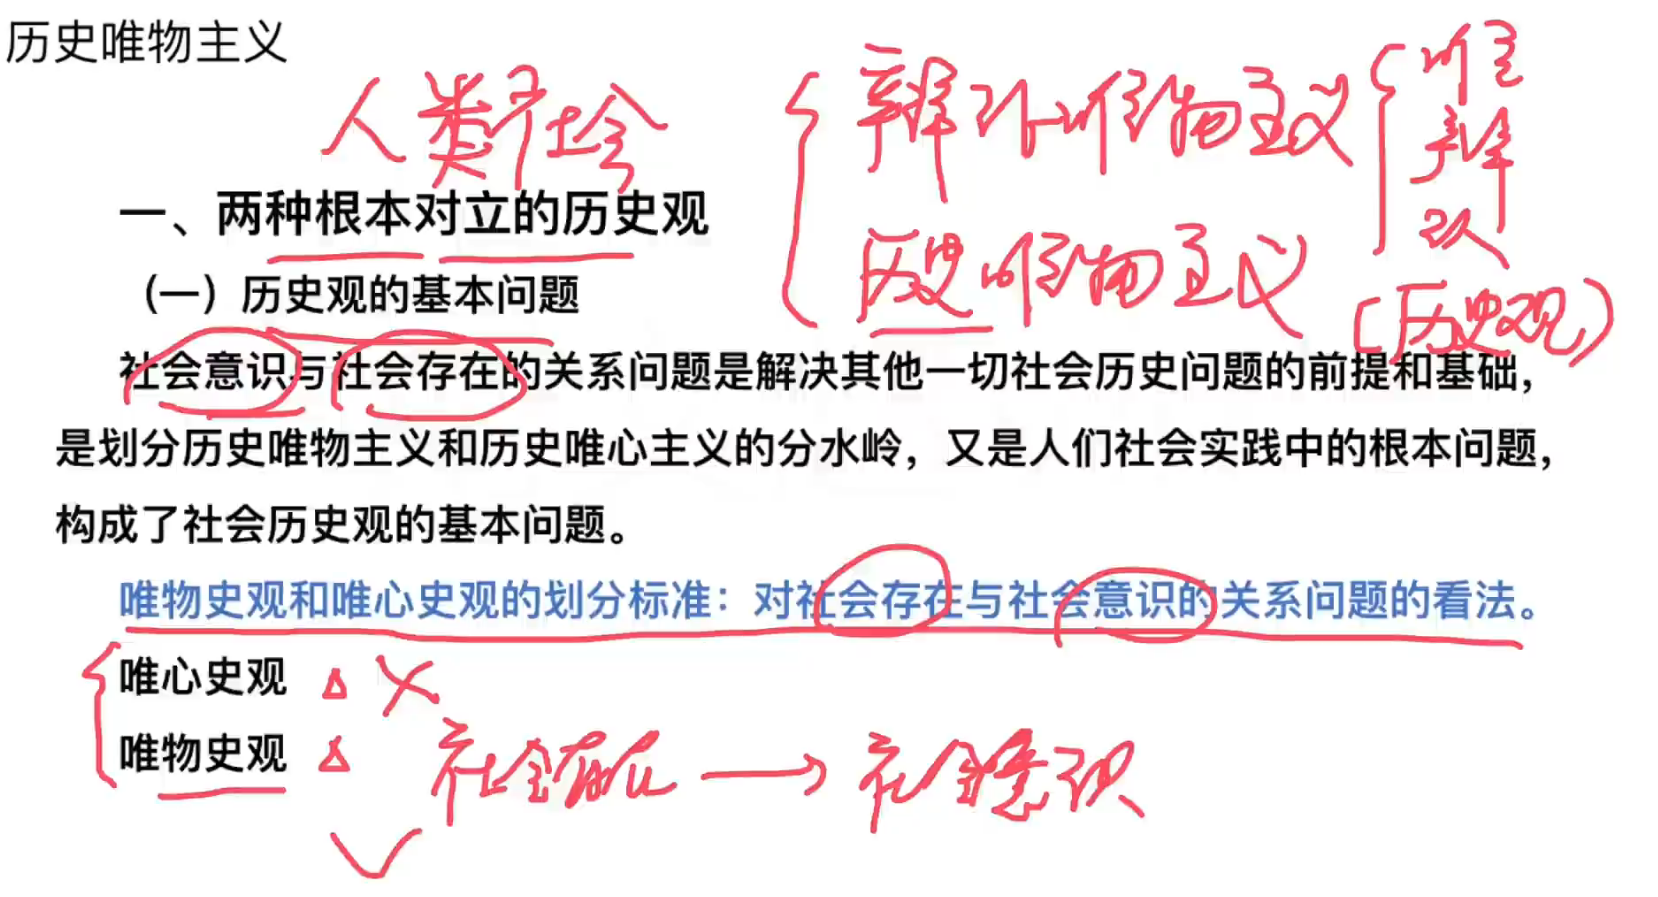 历史唯物主义
人类社会
辩证唯物主义
唯
辩
认
历史唯物主义
(历史观)
一、两种根本对立的历史观
（一）历史观的基本问题
社会意识与社会存在的关系问题是解决其他一切社会历史问题的前提和基础，
是划分历史唯物主义和历史唯心主义的分水岭，又是人们社会实践中的根本问题，
构成了社会历史观的基本问题。
唯物史观和唯心史观的划分标准：对社会存在与社会意识的关系问题的看法。
唯心史观
唯物史观
社会存在 → 社会意识